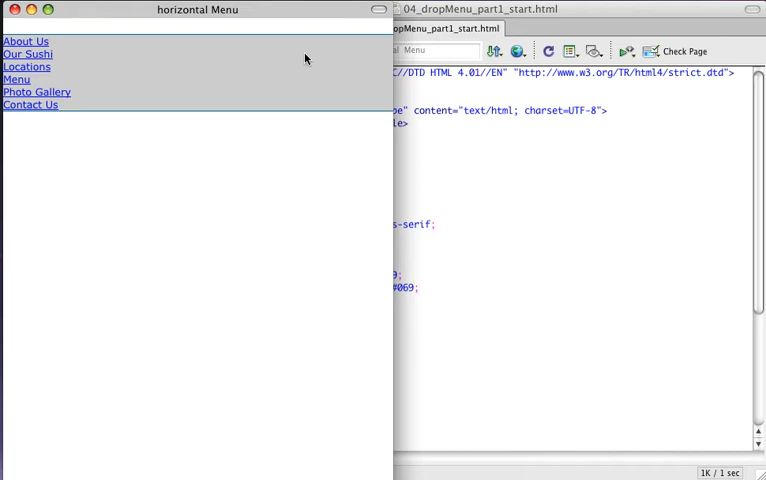 horizontal Menu
04_dropMenu_part1_start.html
About Us
Our Sushi
Locations
Menu
Photo Gallery
Contact Us
opMenu_part1_start.html
al Menu
Check Page
C//DTD HTML 4.01//EN" "http://www.w3.org/TR/html4/strict.dtd">
pe" content="text/html; charset=UTF-8">
le>
s-serif;
9;
#069;
1K / 1 sec